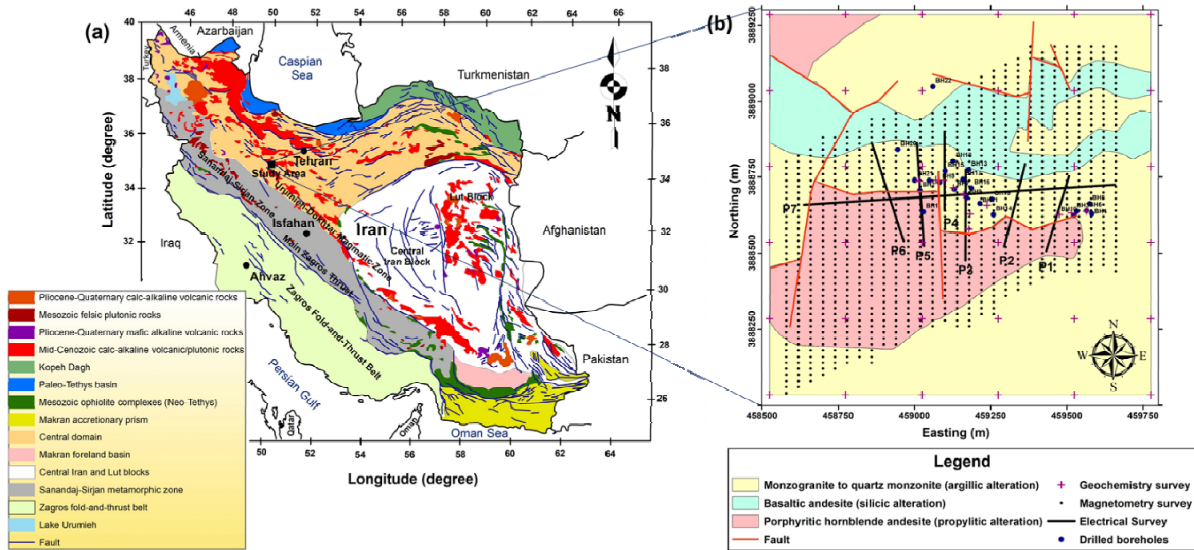 (a)
Azarbaijan
Armenia
Turkey
Caspian
Sea
Turkmenistan
Tehran
Study Area
Sanandaj-Sirjan Zone
Urumieh-Dokhtar Magmatic Zone
Isfahan
Iran
Lut Block
Central
Iran Block
Afghanistan
Iraq
Main Zagros Thrust
Ahvaz
Zagros Fold-and-Thrust Belt
Pakistan
Persian Gulf
Qatar
Oman
Oman Sea
N
Latitude (degree)
40
38
36
34
32
38
36
34
32
30
28
26
50 52 54 56 58 60 62
Longitude (degree)
Pliocene-Quaternary calc-alkaline volcanic rocks
Mesozoic felsic plutonic rocks
Pliocene-Quaternary mafic alkaline volcanic rocks
Mid-Cenozoic calc-alkaline volcanic/plutonic rocks
Kopeh Dagh
Paleo-Tethys basin
Mesozoic ophiolite complexes (Neo-Tethys)
Makran accretionary prism
Central domain
Makran foreland basin
Central Iran and Lut blocks
Sanandaj-Sirjan metamorphic zone
Zagros fold-and-thrust belt
Lake Urumieh
Fault
(b)
Northing (m)
3889250
3889000
3888750
3888500
3888250
BH22
P7
P6
P5
P4
P3
P2
P1
N
W E
S
458500 458750 459000 459250 459500 459750
Easting (m)
Legend
Monzogranite to quartz monzonite (argillic alteration)
Basaltic andesite (silicic alteration)
Porphyritic hornblende andesite (propylitic alteration)
Fault
Geochemistry survey
Magnetometry survey
Electrical Survey
Drilled boreholes